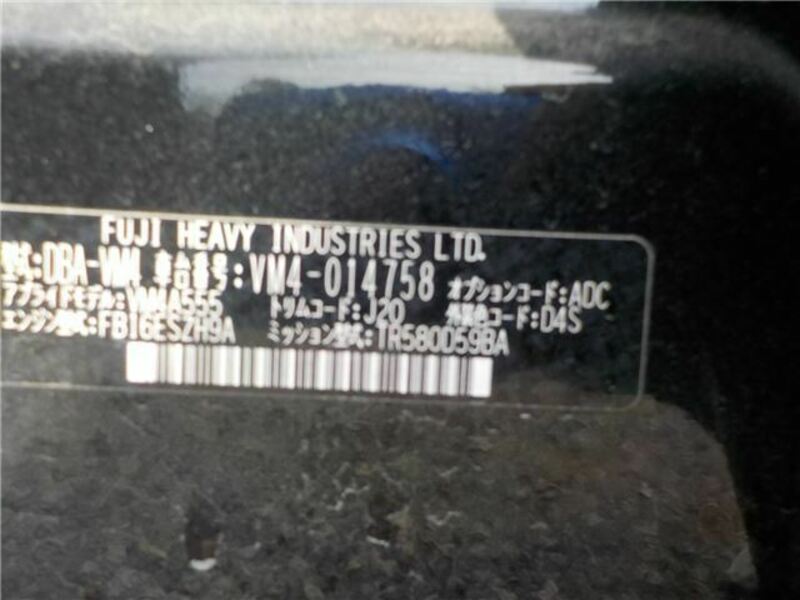 FUJI HEAVY INDUSTRIES LTD.
型式:DBA-VM4 車台番号:VM4-014758 オプションコード:ADC
アプライドモデル:VM4A555 トリムコード:J20 外装色コード:D4S
エンジン型式:FB16ESZH9A ミッション型式:TR580D59BA